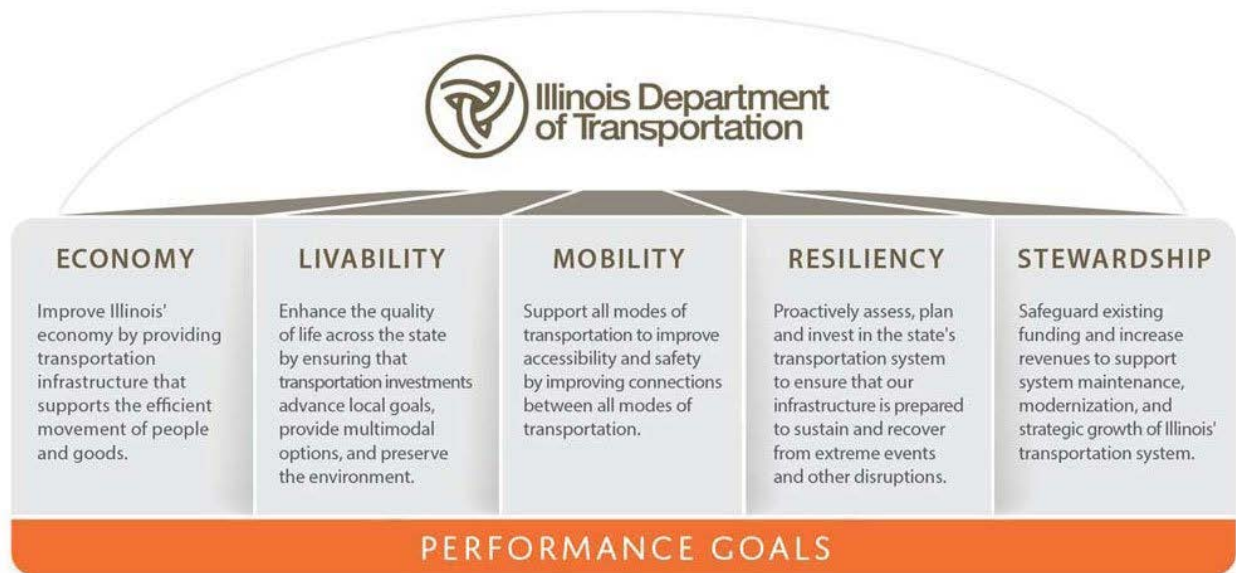 Illinois Department
of Transportation
ECONOMY
Improve Illinois'
economy by providing
transportation
infrastructure that
supports the efficient
movement of people
and goods.
LIVABILITY
Enhance the quality
of life across the state
by ensuring that
transportation investments
advance local goals,
provide multimodal
options, and preserve
the environment.
MOBILITY
Support all modes of
transportation to improve
accessibility and safety
by improving connections
between all modes of
transportation.
RESILIENCY
Proactively assess, plan
and invest in the state's
transportation system
to ensure that our
infrastructure is prepared
to sustain and recover
from extreme events
and other disruptions.
STEWARDSHIP
Safeguard existing
funding and increase
revenues to support
system maintenance,
modernization, and
strategic growth of Illinois'
transportation system.
PERFORMANCE GOALS